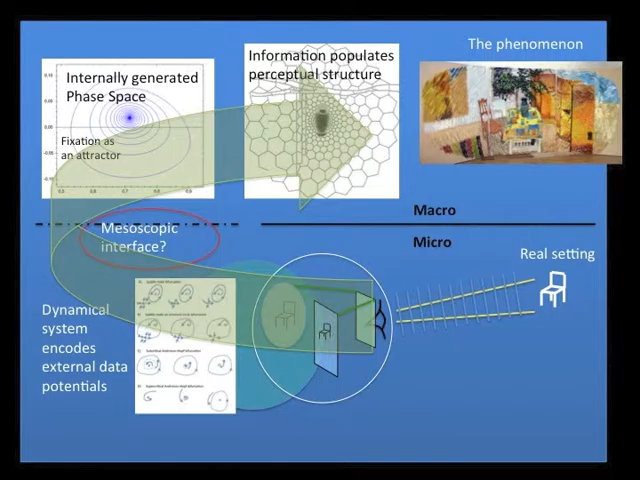 The phenomenon
Information populates
perceptual structure
Internally generated
Phase Space
Fixation as
an attractor
Macro
Mesoscopic
interface?
Micro
Real setting
Dynamical
system
encodes
external data
potentials